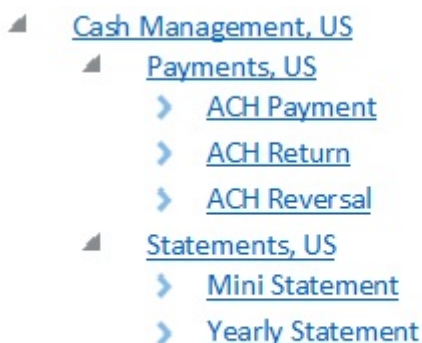 Cash Management, US
Payments, US
ACH Payment
ACH Return
ACH Reversal
Statements, US
Mini Statement
Yearly Statement